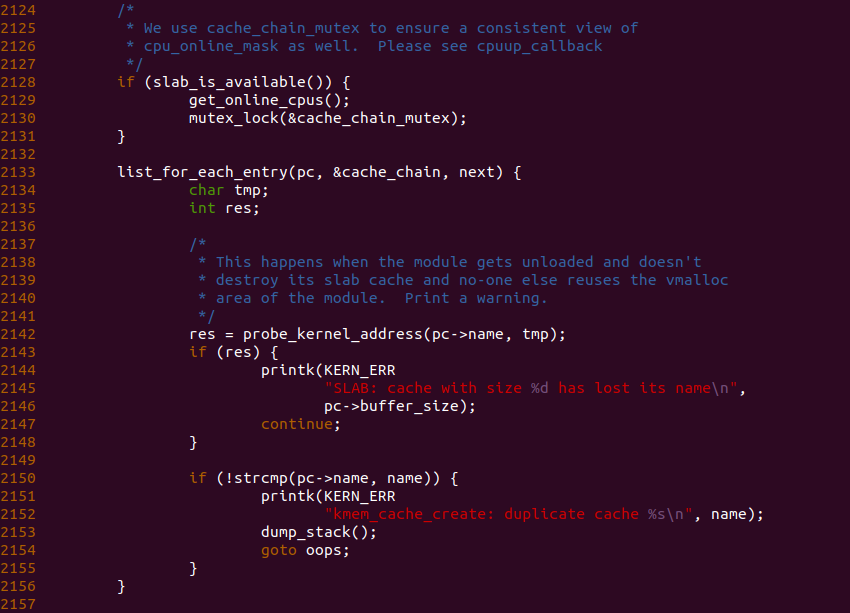 2124         /*
2125          * We use cache_chain_mutex to ensure a consistent view of
2126          * cpu_online_mask as well.  Please see cpuup_callback
2127          */
2128         if (slab_is_available()) {
2129                 get_online_cpus();
2130                 mutex_lock(&cache_chain_mutex);
2131         }
2132
2133         list_for_each_entry(pc, &cache_chain, next) {
2134                 char tmp;
2135                 int res;
2136
2137                 /*
2138                  * This happens when the module gets unloaded and doesn't
2139                  * destroy its slab cache and no-one else reuses the vmalloc
2140                  * area of the module.  Print a warning.
2141                  */
2142                 res = probe_kernel_address(pc->name, tmp);
2143                 if (res) {
2144                         printk(KERN_ERR
2145                                "SLAB: cache with size %d has lost its name\n",
2146                                pc->buffer_size);
2147                         continue;
2148                 }
2149
2150                 if (!strcmp(pc->name, name)) {
2151                         printk(KERN_ERR
2152                                "kmem_cache_create: duplicate cache %s\n", name);
2153                         dump_stack();
2154                         goto oops;
2155                 }
2156         }
2157